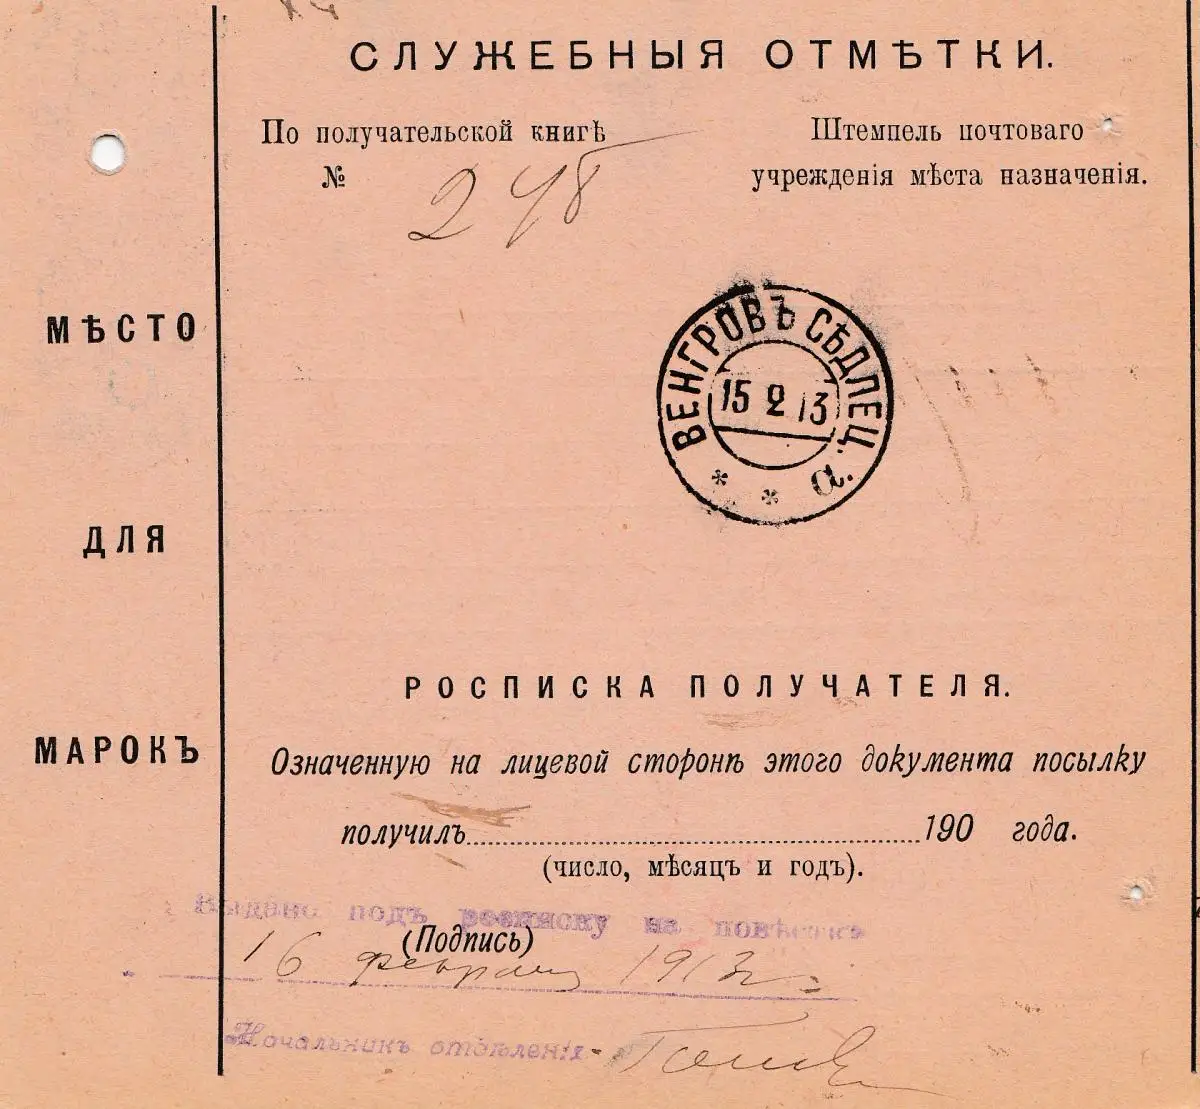 СЛУЖЕБНЫЯ ОТМѢТКИ.
По получательской книгѣ
№ 248
Штемпель почтоваго
учрежденія мѣста назначенія.
ВЕНГРОВЪ СѢДЛЕЦ.
15 2 13
* * а.
МѢСТО
ДЛЯ
МАРОКЪ
РОСПИСКА ПОЛУЧАТЕЛЯ.
Означенную на лицевой сторонѣ этого документа посылку
получилъ 190 года.
(число, мѣсяцъ и годъ).
Выдано подъ росписку на повѣсткѣ
(Подпись)
16 февраля 1913 г.
Начальникъ отдѣленія